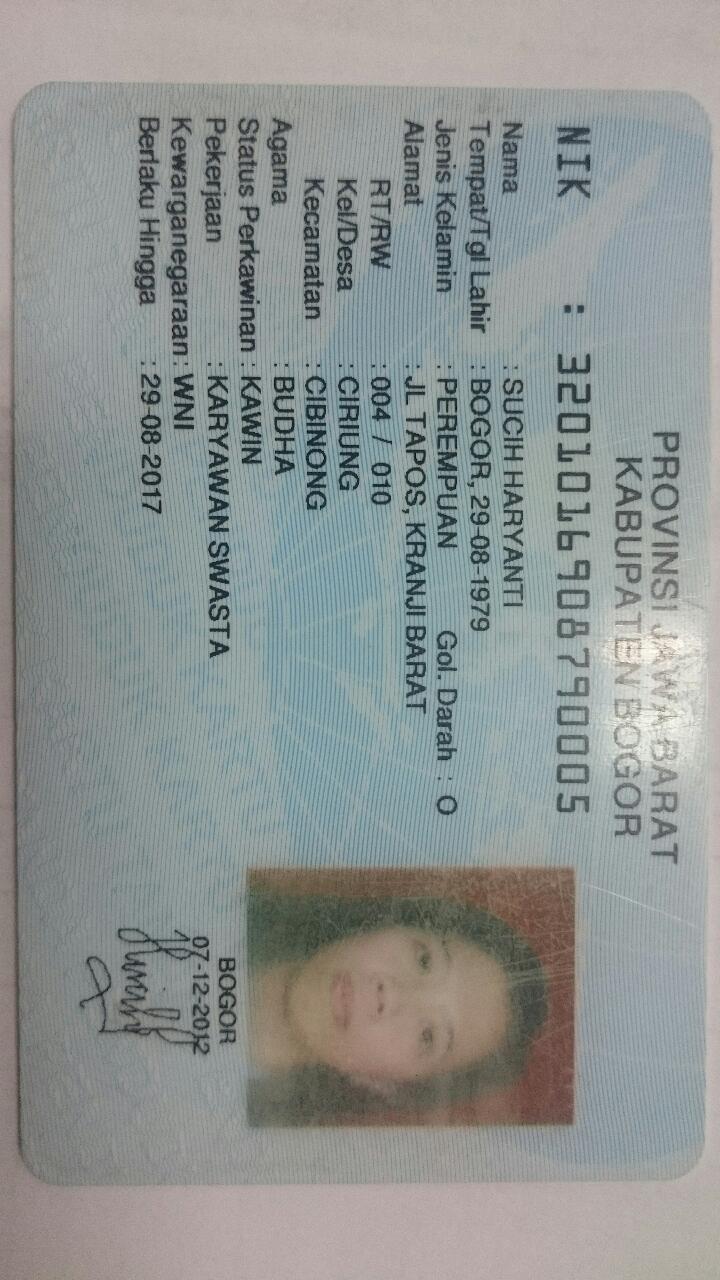 PROVINSI JAWA BARAT
KABUPATEN BOGOR
NIK : 3201016908790005
Nama : SUCIH HARYANTI
Tempat/Tgl Lahir : BOGOR, 29-08-1979
Jenis Kelamin : PEREMPUAN Gol. Darah : O
Alamat : JL TAPOS, KRANJI BARAT
RT/RW : 004 / 010
Kel/Desa : CIRIUNG
Kecamatan : CIBINONG
Agama : BUDHA
Status Perkawinan : KAWIN
Pekerjaan : KARYAWAN SWASTA
Kewarganegaraan : WNI
Berlaku Hingga : 29-08-2017
BOGOR
07-12-2012